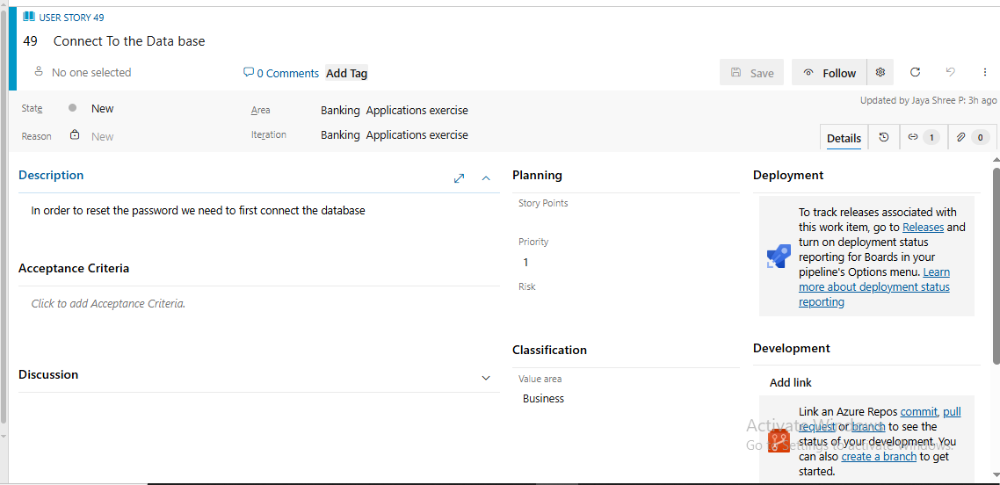 USER STORY 49
49 Connect To the Data base
No one selected
0 Comments
Add Tag
Save
Follow
Updated by Jaya Shree P: 3h ago
State New
Area Banking Applications exercise
Reason New
Iteration Banking Applications exercise
Details
1
0
Description
In order to reset the password we need to first connect the database
Acceptance Criteria
Click to add Acceptance Criteria.
Discussion
Planning
Story Points
Priority
1
Risk
Classification
Value area
Business
Deployment
To track releases associated with
this work item, go to Releases and
turn on deployment status
reporting for Boards in your
pipeline's Options menu. Learn
more about deployment status
reporting
Development
Add link
Link an Azure Repos commit, pull
request or branch to see the
status of your development. You
can also create a branch to get
started.
Activate Windows
Go to Settings to activate Windows.